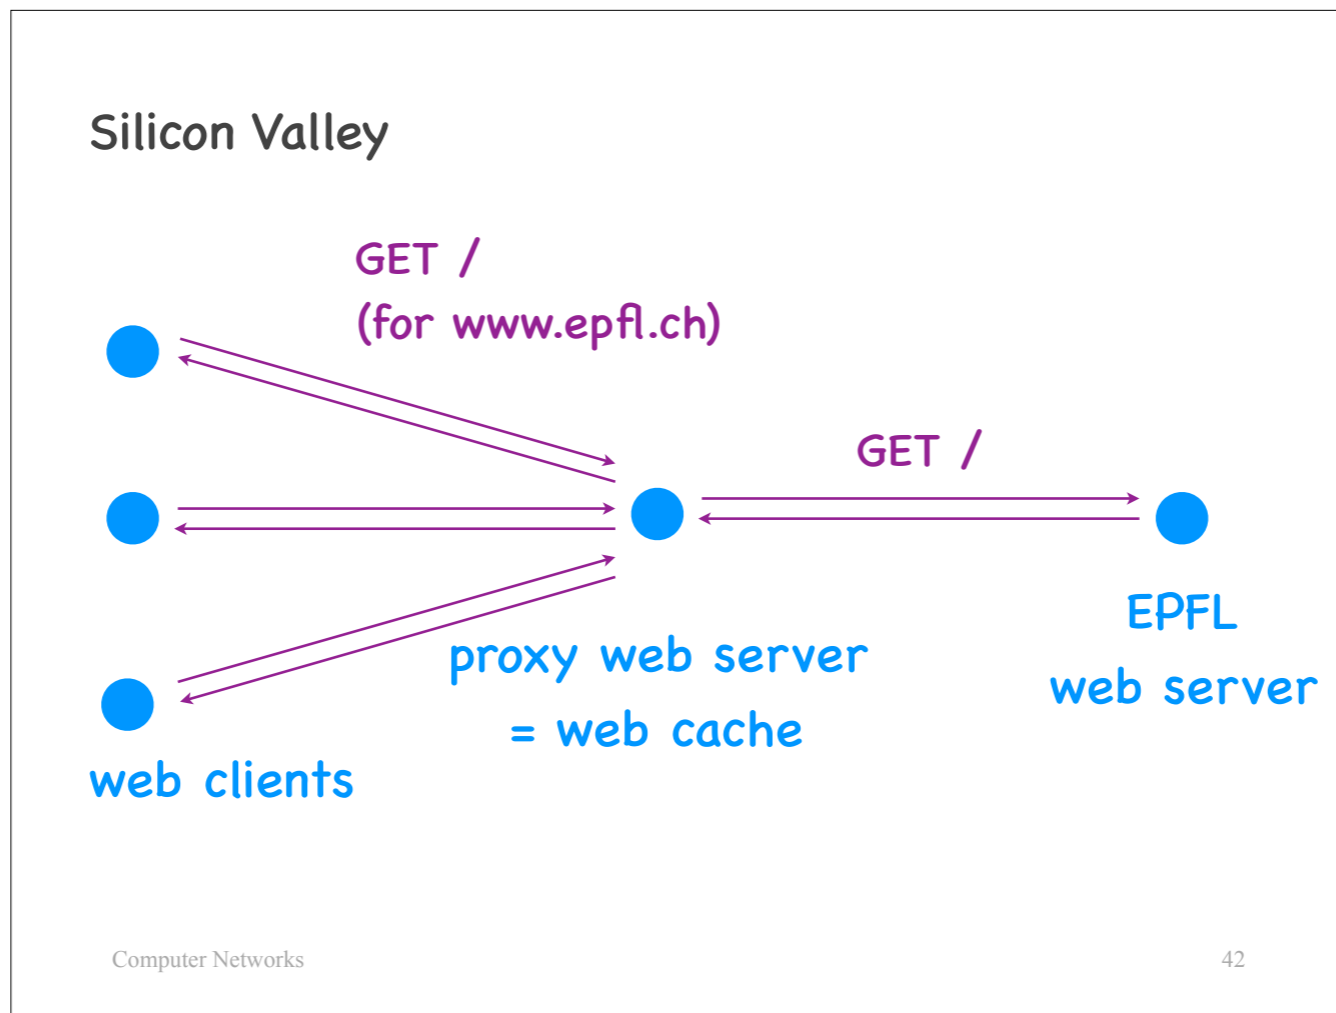 Silicon Valley
GET /
(for www.epfl.ch)
GET /
EPFL
web server
proxy web server
= web cache
web clients
Computer Networks
42